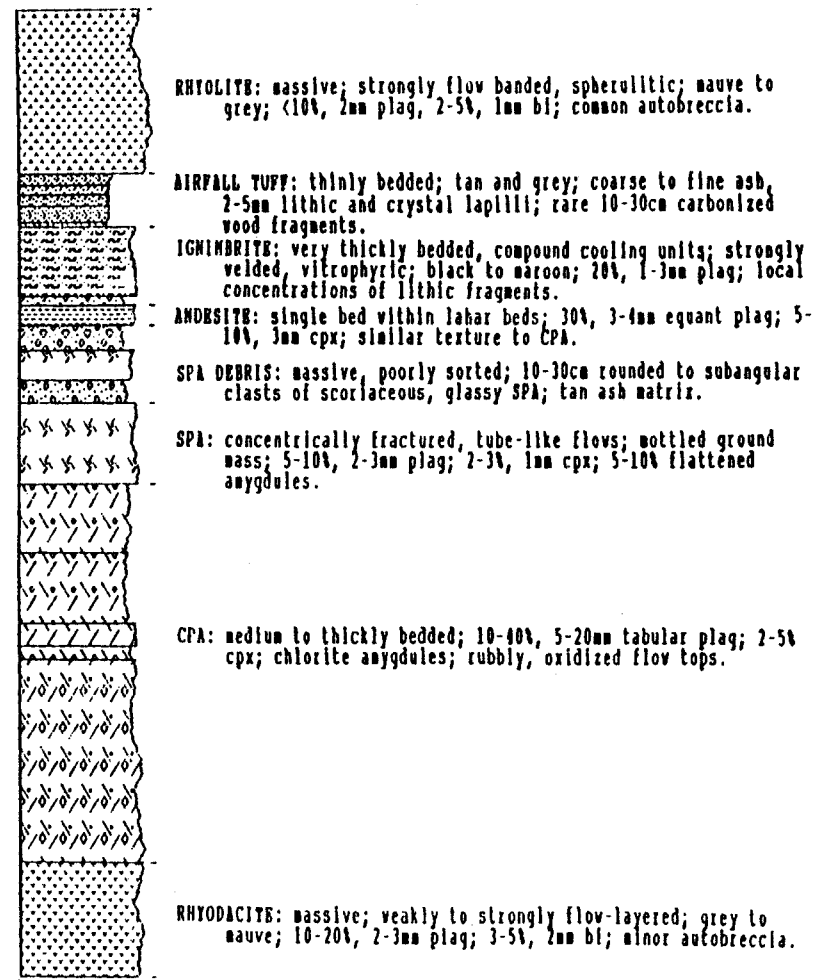 RHYOLITE: massive; strongly flow banded, spherulitic; mauve to
grey; <10%, 2mm plag, 2-5%, 1mm bi; common autobreccia.
AIRFALL TUFF: thinly bedded; tan and grey; coarse to fine ash,
2-5mm lithic and crystal lapilli; rare 10-30cm carbonized
wood fragments.
IGNIMBRITE: very thickly bedded, compound cooling units; strongly
welded, vitrophyric; black to maroon; 20%, 1-3mm plag; local
concentrations of lithic fragments.
ANDESITE: single bed within lahar beds; 30%, 3-4mm equant plag; 5-
10%, 3mm cpx; similar texture to CPA.
SPA DEBRIS: massive, poorly sorted; 10-30cm rounded to subangular
clasts of scoriaceous, glassy SPA; tan ash matrix.
SPA: concentrically fractured, tube-like flows; mottled ground
mass; 5-10%, 2-3mm plag; 2-3%, 1mm cpx; 5-10% flattened
amygdules.
CPA: medium to thickly bedded; 10-40%, 5-20mm tabular plag; 2-5%
cpx; chlorite amygdules; rubbly, oxidized flow tops.
RHYODACITE: massive; weakly to strongly flow-layered; grey to
mauve; 10-20%, 2-3mm plag; 3-5%, 2mm bi; minor autobreccia.